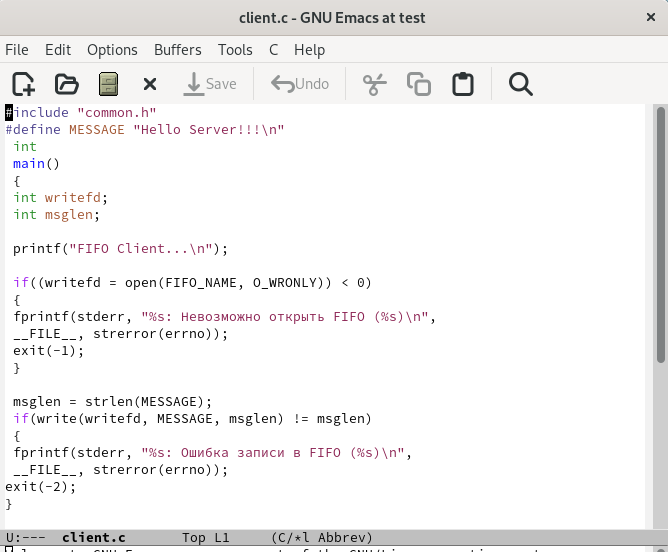 client.c - GNU Emacs at test
File Edit Options Buffers Tools C Help
Save Undo
#include "common.h"
#define MESSAGE "Hello Server!!!\n"
int
main()
{
int writefd;
int msglen;
printf("FIFO Client...\n");
if((writefd = open(FIFO_NAME, O_WRONLY)) < 0)
{
fprintf(stderr, "%s: Невозможно открыть FIFO (%s)\n",
__FILE__, strerror(errno));
exit(-1);
}
msglen = strlen(MESSAGE);
if(write(writefd, MESSAGE, msglen) != msglen)
{
fprintf(stderr, "%s: Ошибка записи в FIFO (%s)\n",
__FILE__, strerror(errno));
exit(-2);
}
U:--- client.c Top L1 (C/*l Abbrev)